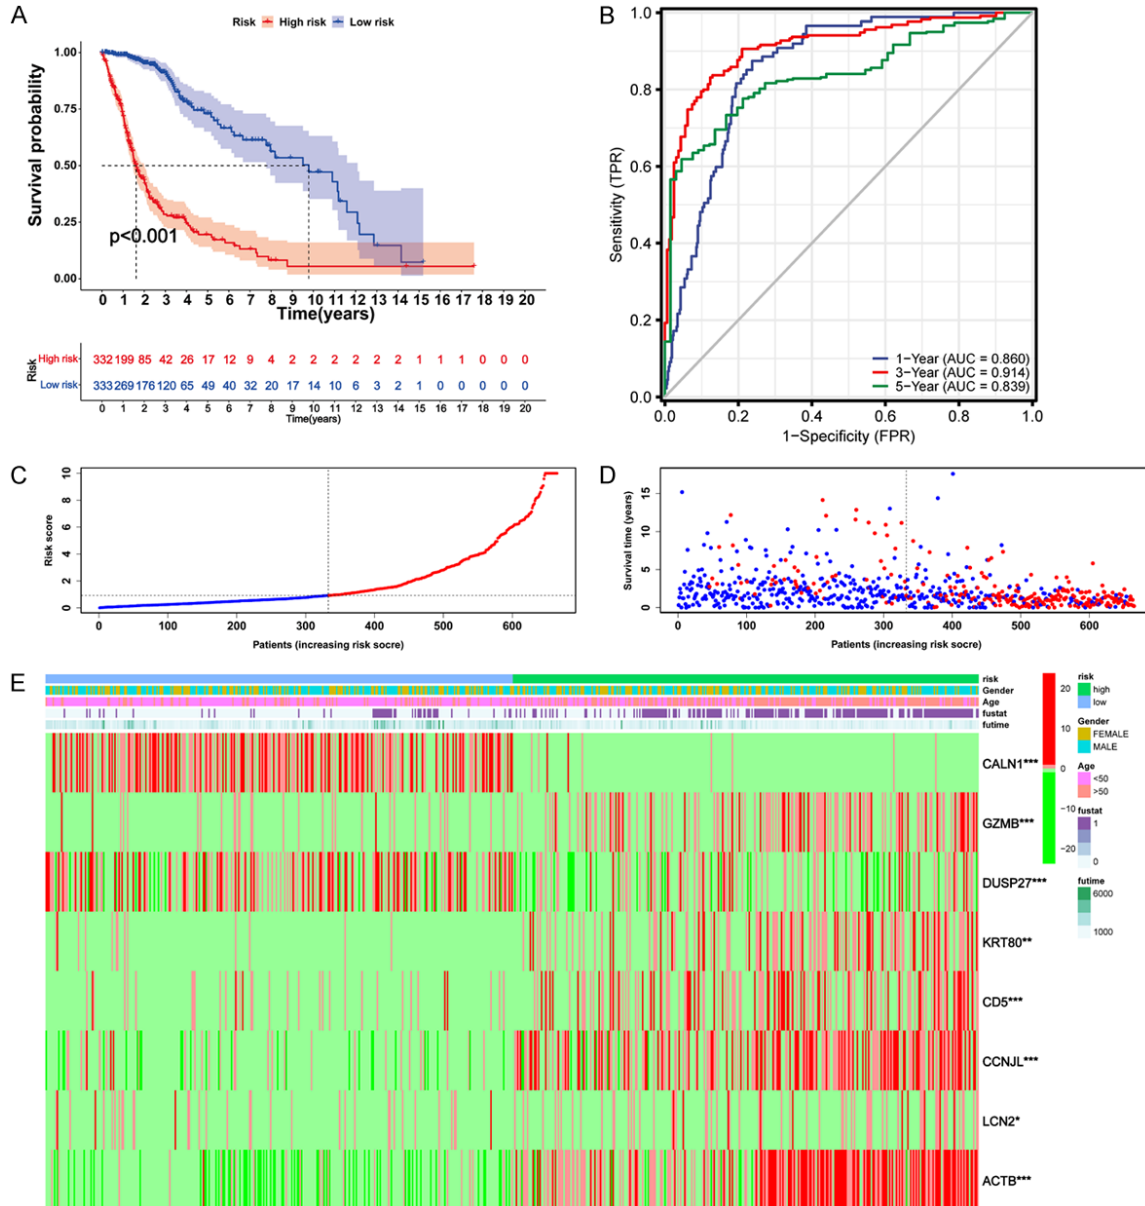 A
Risk High risk Low risk
Survival probability
1.00
0.75
0.50
0.25
0.00
p<0.001
0 1 2 3 4 5 6 7 8 9 10 11 12 13 14 15 16 17 18 19 20
Time(years)
Risk
High risk 332 199 85 42 26 17 12 9 4 2 2 2 2 2 2 1 1 1 0 0 0
Low risk 333 269 176 120 65 49 40 32 20 17 14 10 6 3 2 1 0 0 0 0 0
0 1 2 3 4 5 6 7 8 9 10 11 12 13 14 15 16 17 18 19 20
Time(years)
B
Sensitivity (TPR)
1.0
0.8
0.6
0.4
0.2
0.0
1-Year (AUC = 0.860)
3-Year (AUC = 0.914)
5-Year (AUC = 0.839)
0.0 0.2 0.4 0.6 0.8 1.0
1-Specificity (FPR)
C
Risk score
10
8
6
4
2
0
0 100 200 300 400 500 600
Patients (increasing risk socre)
D
Survival time (years)
15
10
5
0
0 100 200 300 400 500 600
Patients (increasing risk socre)
E
risk
Gender
Age
fustat
futime
CALN1***
GZMB***
DUSP27***
KRT80**
CD5***
CCNJL***
LCN2*
ACTB***
20
10
0
-10
-20
risk
high
low
Gender
FEMALE
MALE
Age
<50
>50
fustat
1
0
futime
6000
1000